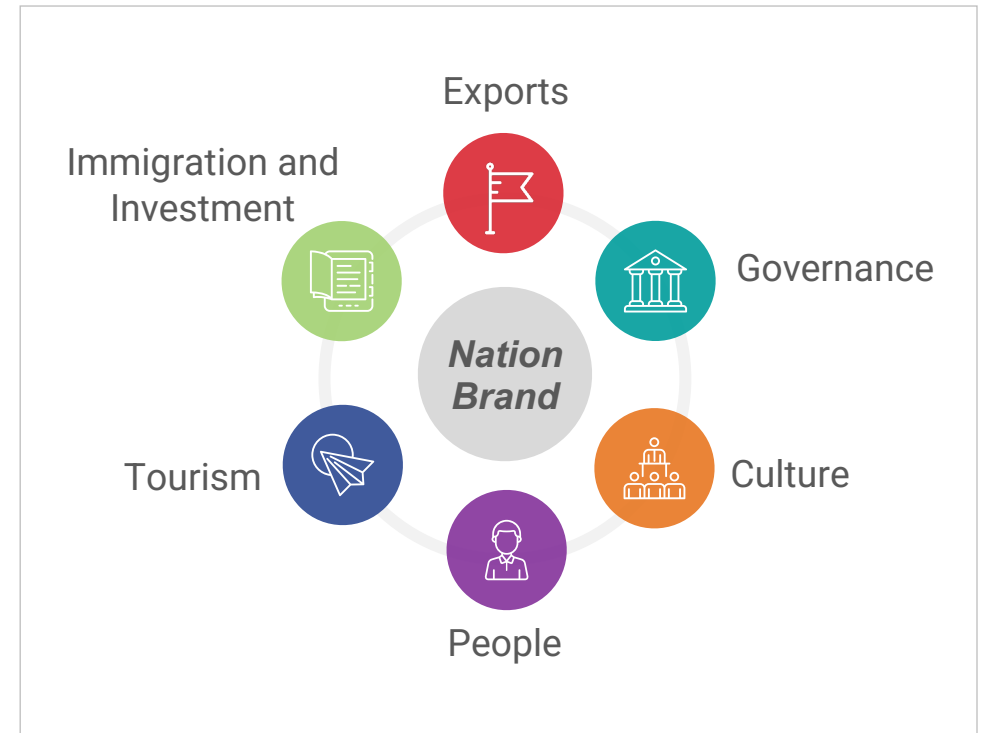 Exports
Immigration and
Investment
Governance
Nation
Brand
Tourism
Culture
People